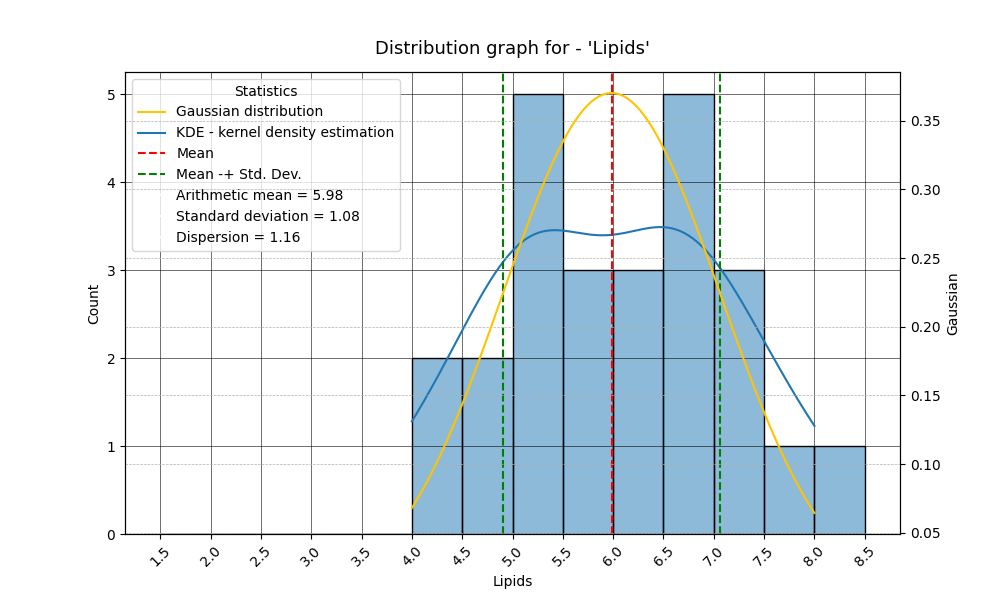 Distribution graph for - 'Lipids'
Statistics
Gaussian distribution
KDE - kernel density estimation
Mean
Mean -+ Std. Dev.
Arithmetic mean = 5.98
Standard deviation = 1.08
Dispersion = 1.16
5
4
3
2
1
0
Count
0.35
0.30
0.25
0.20
0.15
0.10
0.05
Gaussian
1.5 2.0 2.5 3.0 3.5 4.0 4.5 5.0 5.5 6.0 6.5 7.0 7.5 8.0 8.5
Lipids